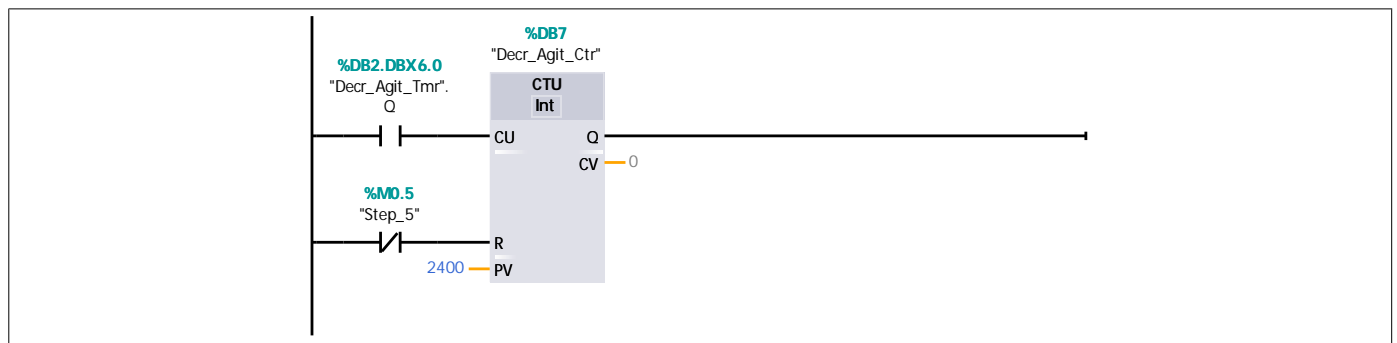 %DB7
"Decr_Agit_Ctr"
%DB2.DBX6.0
"Decr_Agit_Tmr".
Q
CTU
Int
CU
Q
CV
0
%M0.5
"Step_5"
R
2400
PV